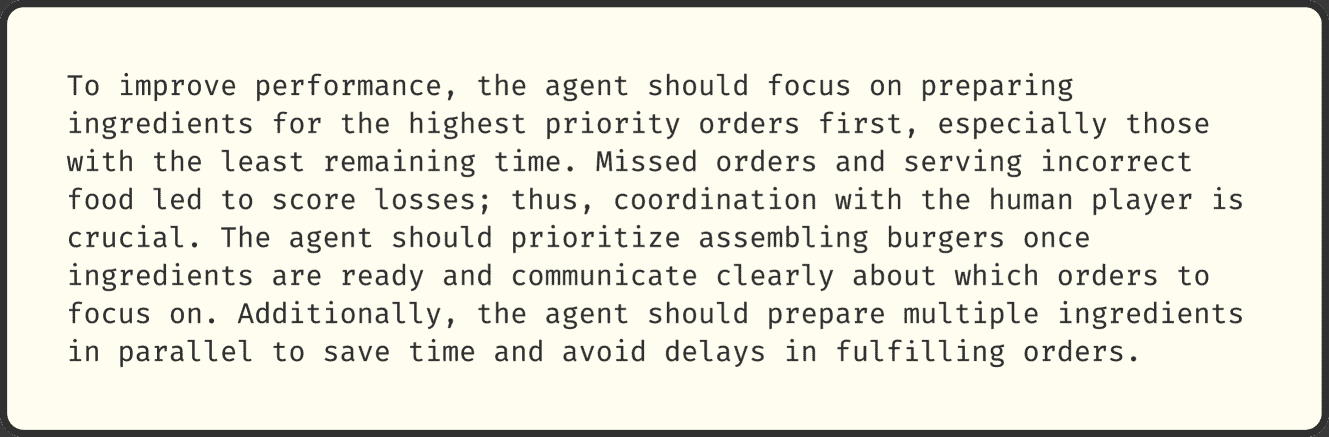 To improve performance, the agent should focus on preparing
ingredients for the highest priority orders first, especially those
with the least remaining time. Missed orders and serving incorrect
food led to score losses; thus, coordination with the human player is
crucial. The agent should prioritize assembling burgers once
ingredients are ready and communicate clearly about which orders to
focus on. Additionally, the agent should prepare multiple ingredients
in parallel to save time and avoid delays in fulfilling orders.